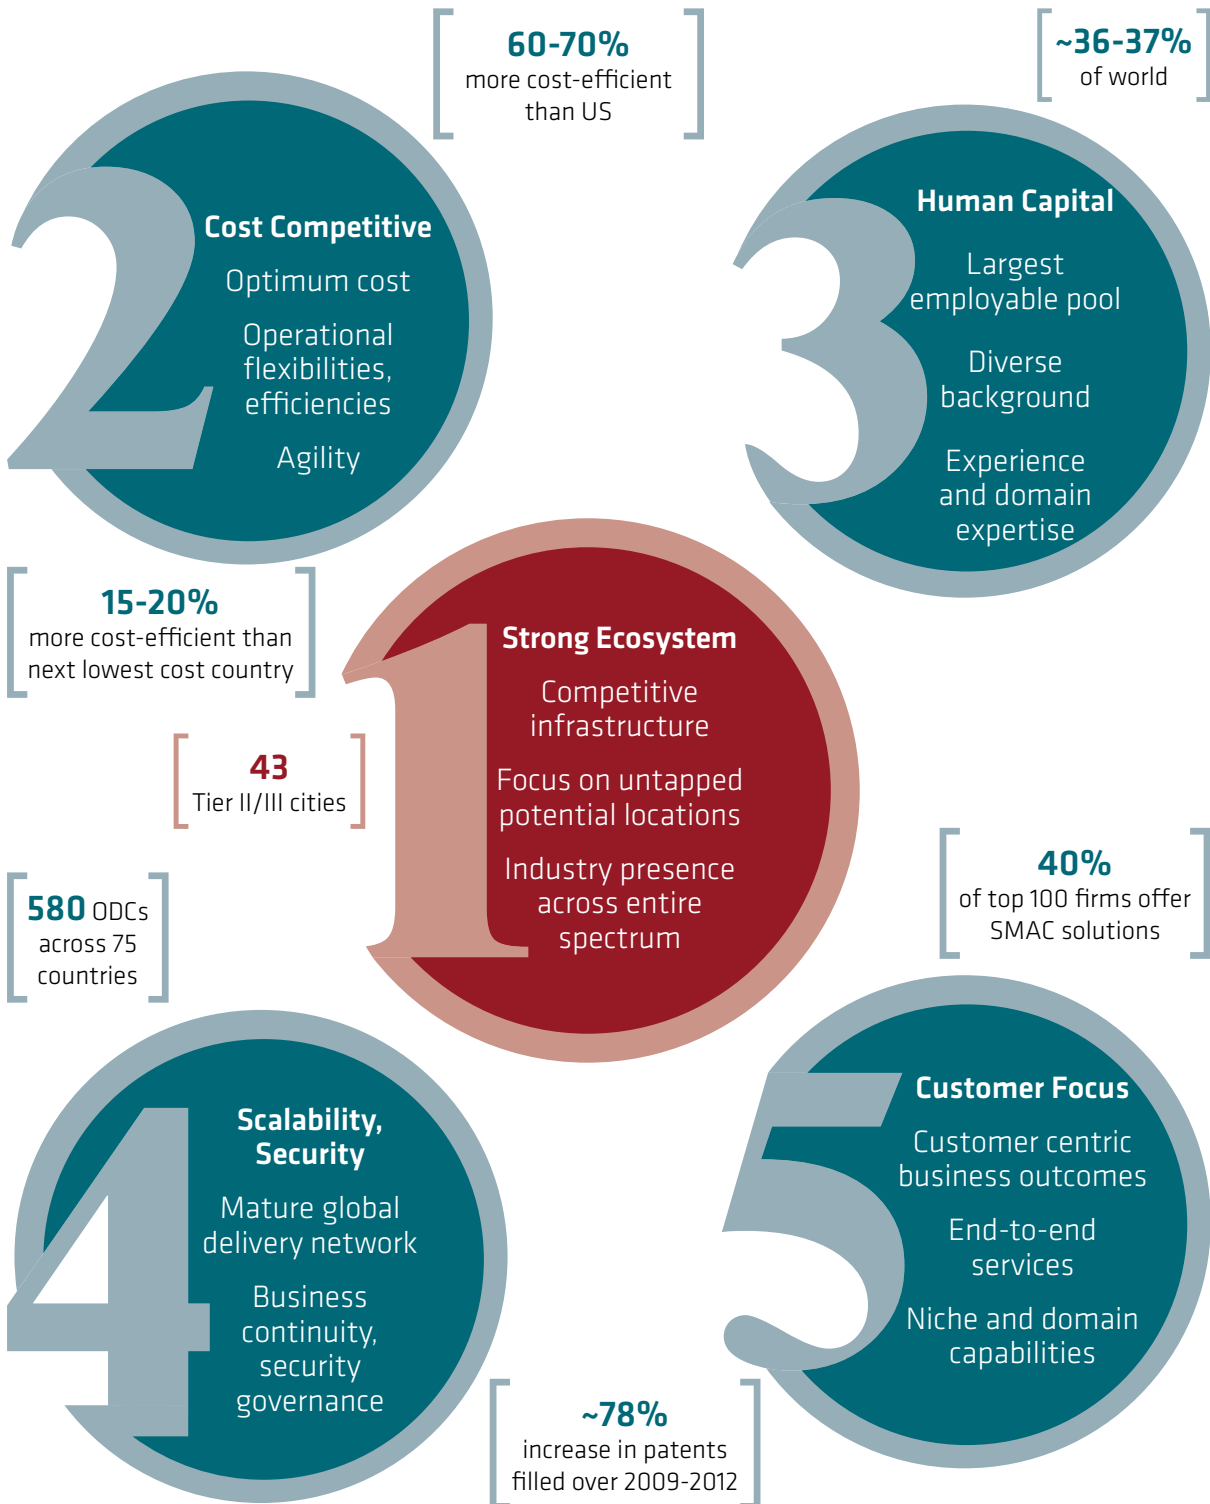 60-70%
more cost-efficient
than US
~36-37%
of world
2
Cost Competitive
Optimum cost
Operational
flexibilities,
efficiencies
Agility
3
Human Capital
Largest
employable pool
Diverse
background
Experience
and domain
expertise
15-20%
more cost-efficient than
next lowest cost country
1
Strong Ecosystem
Competitive
infrastructure
Focus on untapped
potential locations
Industry presence
across entire
spectrum
43
Tier II/III cities
580 ODCs
across 75
countries
40%
of top 100 firms offer
SMAC solutions
4
Scalability,
Security
Mature global
delivery network
Business
continuity,
security
governance
5
Customer Focus
Customer centric
business outcomes
End-to-end
services
Niche and domain
capabilities
~78%
increase in patents
filled over 2009-2012